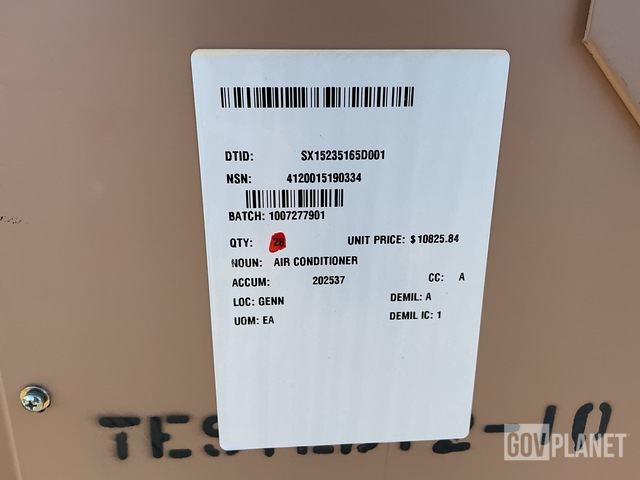 DTID: SX15235165D001
NSN: 4120015190334
BATCH: 1007277901
QTY: 28 UNIT PRICE: $10825.84
NOUN: AIR CONDITIONER
ACCUM: 202537 CC: A
LOC: GENN DEMIL: A
UOM: EA DEMIL IC: 1
GOVPLANET